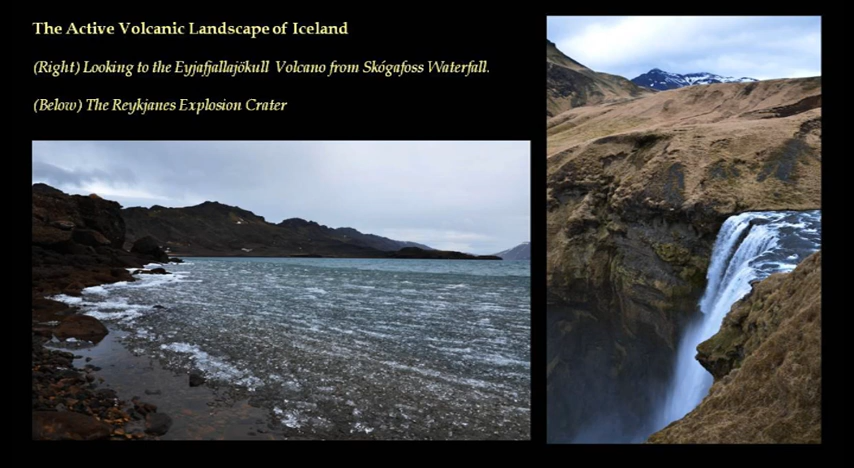 The Active Volcanic Landscape of Iceland
(Right) Looking to the Eyjafjallajökull Volcano from Skógafoss Waterfall.
(Below) The Reykjanes Explosion Crater